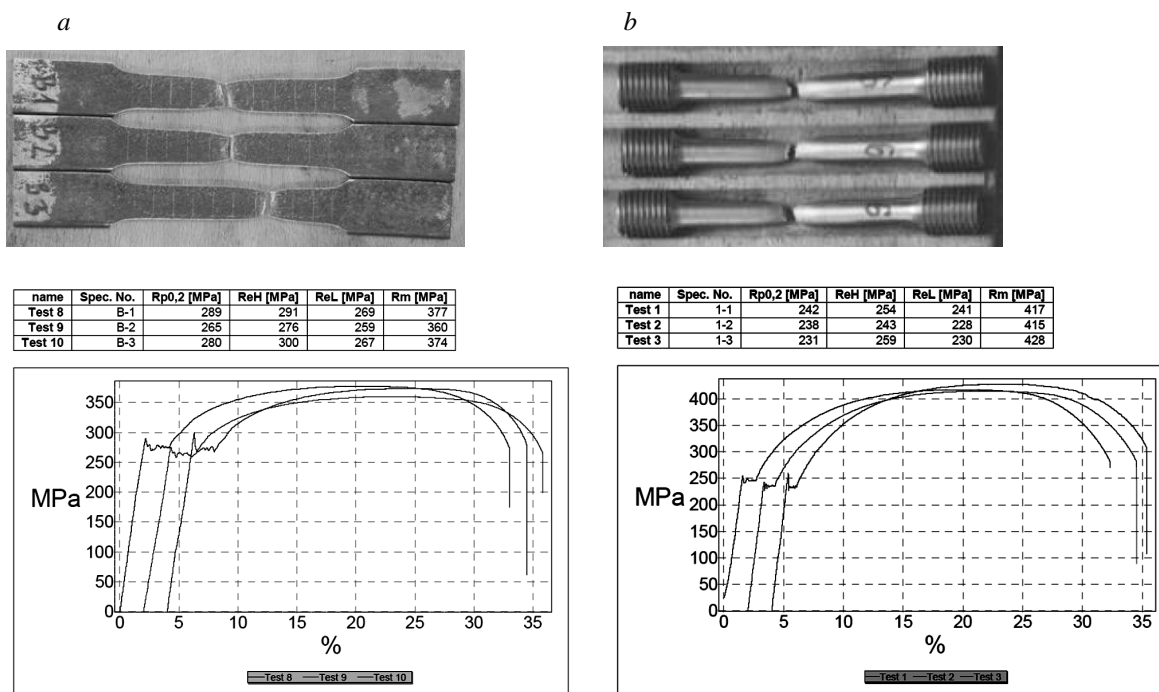 a
B1
B2
B3
name Spec. No. Rp0,2 [MPa] ReH [MPa] ReL [MPa] Rm [MPa]
Test 8 B-1 289 291 269 377
Test 9 B-2 265 276 259 360
Test 10 B-3 280 300 267 374
MPa
350
300
250
200
150
100
50
0
0 5 10 15 20 25 30 35
%
Test 8 Test 9 Test 10
b
name Spec. No. Rp0,2 [MPa] ReH [MPa] ReL [MPa] Rm [MPa]
Test 1 1-1 242 254 241 417
Test 2 1-2 238 243 228 415
Test 3 1-3 231 259 230 428
MPa
400
350
300
250
200
150
100
50
0
0 5 10 15 20 25 30 35
%
Test 1 Test 2 Test 3